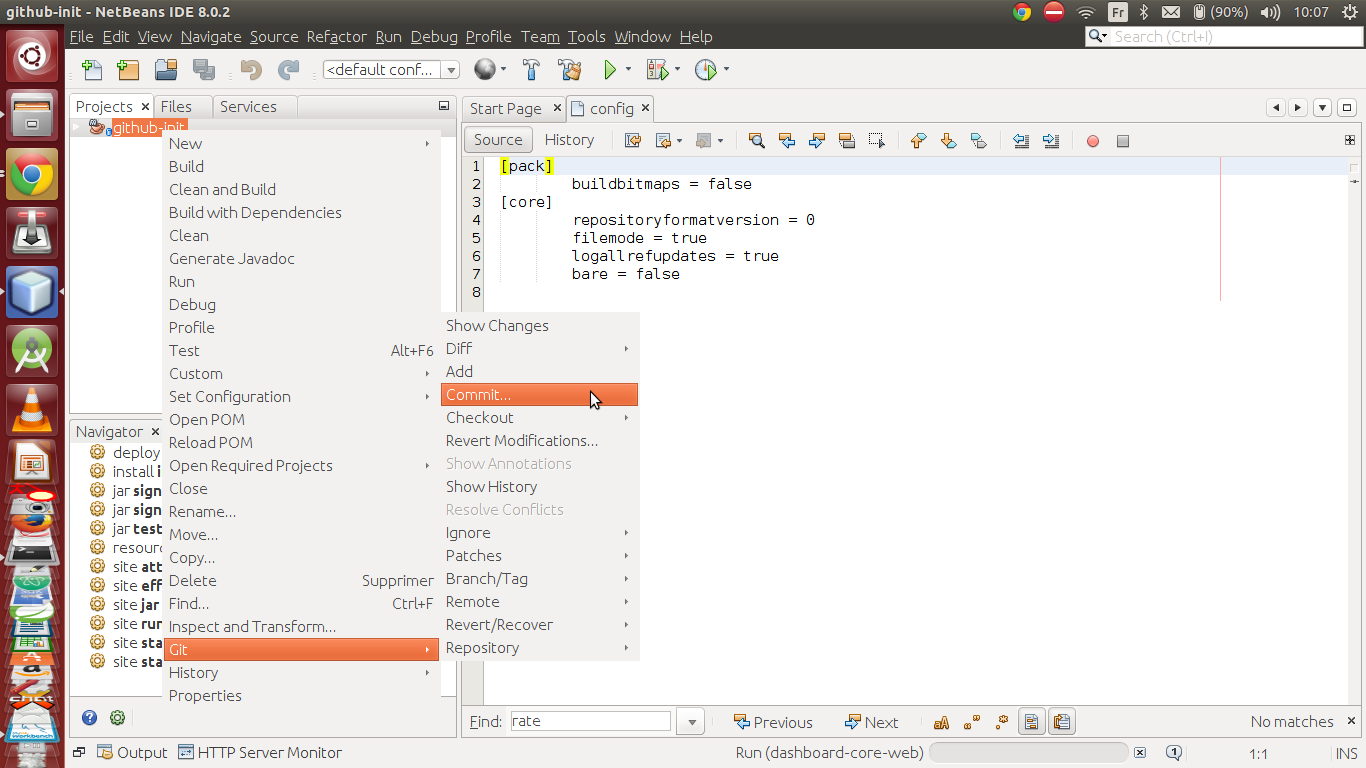 github-init - NetBeans IDE 8.0.2
Fr (90%) 10:07
File Edit View Navigate Source Refactor Run Debug Profile Team Tools Window Help
Search (Ctrl+I)
<default conf...
Projects Files Services
github-init
New
Build
Clean and Build
Build with Dependencies
Clean
Generate Javadoc
Run
Debug
Profile
Test Alt+F6
Custom
Set Configuration
Open POM
Reload POM
Open Required Projects
Close
Rename...
Move...
Copy...
Delete Supprimer
Find... Ctrl+F
Inspect and Transform...
Git
History
Properties
Show Changes
Diff
Add
Commit...
Checkout
Revert Modifications...
Show Annotations
Show History
Resolve Conflicts
Ignore
Patches
Branch/Tag
Remote
Revert/Recover
Repository
Start Page config
Source History
1 [pack]
2 buildbitmaps = false
3 [core]
4 repositoryformatversion = 0
5 filemode = true
6 logallrefupdates = true
7 bare = false
8
Navigator
deploy
install i
jar sign
jar sign
jar test
resourc
site att
site eff
site jar
site run
site sta
site sta
Find: rate Previous Next No matches
Output HTTP Server Monitor Run (dashboard-core-web) 1 1:1 INS